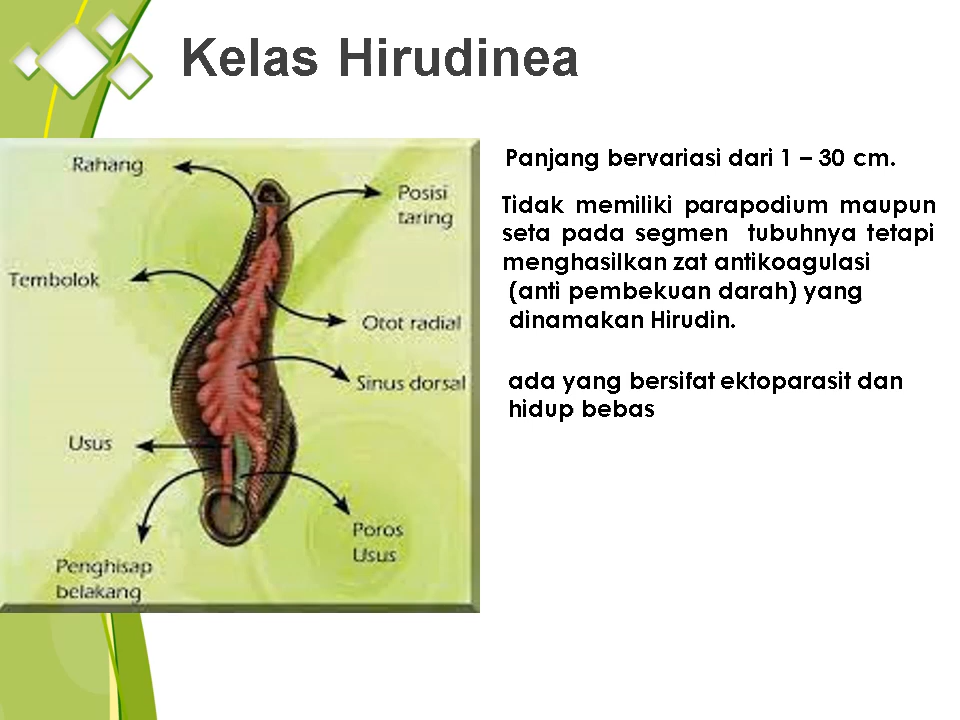 Kelas Hirudinea
Rahang
Posisi
taring
Tembolok
Otot radial
Sinus dorsal
Usus
Poros
Usus
Penghisap
belakang
Panjang bervariasi dari 1 – 30 cm.
Tidak memiliki parapodium maupun
seta pada segmen tubuhnya tetapi
menghasilkan zat antikoagulasi
(anti pembekuan darah) yang
dinamakan Hirudin.
ada yang bersifat ektoparasit dan
hidup bebas